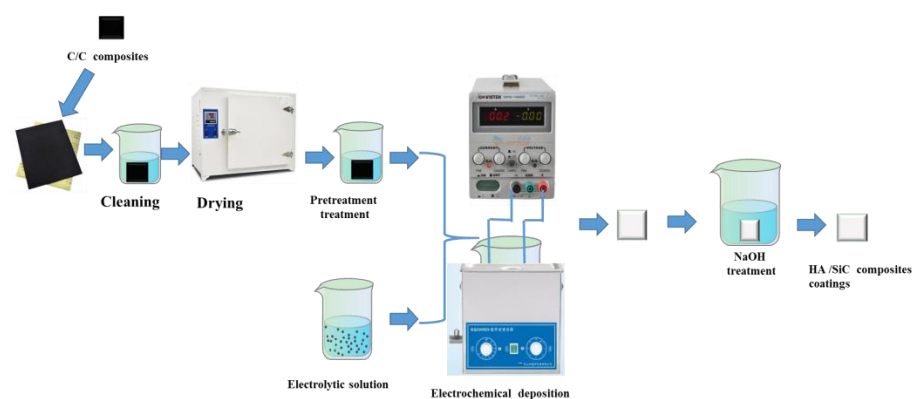 C/C composites
Cleaning
Drying
Pretreatment
treatment
Electrolytic solution
Electrochemical deposition
NaOH
treatment
HA /SiC composites
coatings